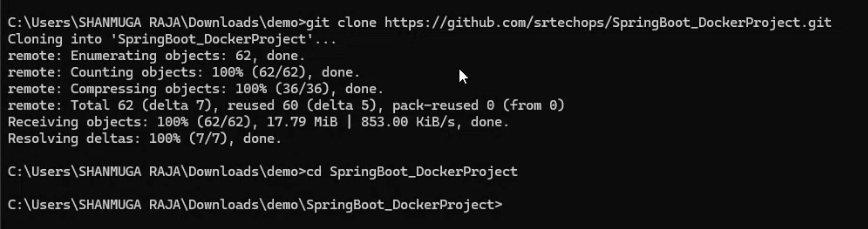 C:\Users\SHANMUGA RAJA\Downloads\demo>git clone https://github.com/srtechops/SpringBoot_DockerProject.git
Cloning into 'SpringBoot_DockerProject'...
remote: Enumerating objects: 62, done.
remote: Counting objects: 100% (62/62), done.
remote: Compressing objects: 100% (36/36), done.
remote: Total 62 (delta 7), reused 60 (delta 5), pack-reused 0 (from 0)
Receiving objects: 100% (62/62), 17.79 MiB | 853.00 KiB/s, done.
Resolving deltas: 100% (7/7), done.
C:\Users\SHANMUGA RAJA\Downloads\demo>cd SpringBoot_DockerProject
C:\Users\SHANMUGA RAJA\Downloads\demo\SpringBoot_DockerProject>